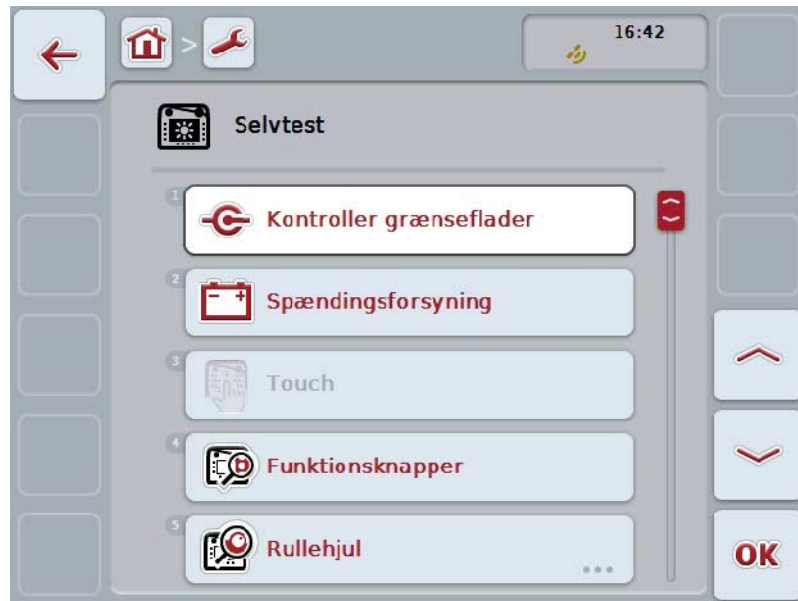 >
16:42
Selvtest
1
Kontroller grænseflader
2
Spændingsforsyning
3
Touch
4
Funktionsknapper
5
Rullehjul
...
OK